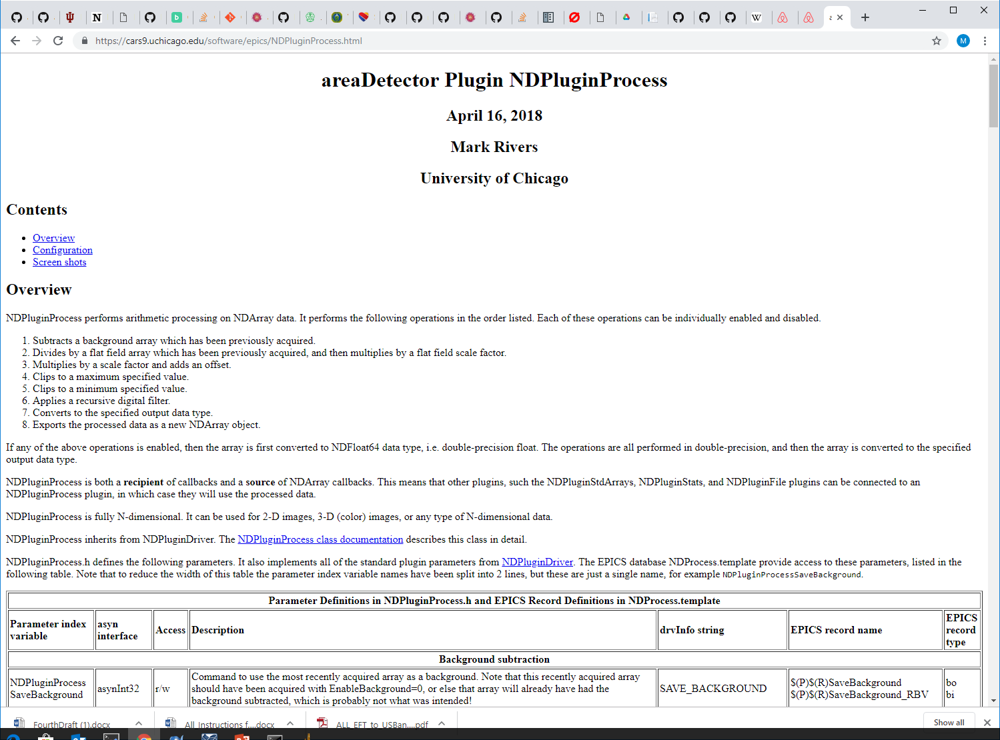 https://cars9.uchicago.edu/software/epics/NDPluginProcess.html
M
areaDetector Plugin NDPluginProcess
April 16, 2018
Mark Rivers
University of Chicago
Contents
Overview
Configuration
Screen shots
Overview
NDPluginProcess performs arithmetic processing on NDArray data. It performs the following operations in the order listed. Each of these operations can be individually enabled and disabled.
1. Subtracts a background array which has been previously acquired.
2. Divides by a flat field array which has been previously acquired, and then multiplies by a flat field scale factor.
3. Multiplies by a scale factor and adds an offset.
4. Clips to a maximum specified value.
5. Clips to a minimum specified value.
6. Applies a recursive digital filter.
7. Converts to the specified output data type.
8. Exports the processed data as a new NDArray object.
If any of the above operations is enabled, then the array is first converted to NDFloat64 data type, i.e. double-precision float. The operations are all performed in double-precision, and then the array is converted to the specified
output data type.
NDPluginProcess is both a recipient of callbacks and a source of NDArray callbacks. This means that other plugins, such the NDPluginStdArrays, NDPluginStats, and NDPluginFile plugins can be connected to an
NDPluginProcess plugin, in which case they will use the processed data.
NDPluginProcess is fully N-dimensional. It can be used for 2-D images, 3-D (color) images, or any type of N-dimensional data.
NDPluginProcess inherits from NDPluginDriver. The NDPluginProcess class documentation describes this class in detail.
NDPluginProcess.h defines the following parameters. It also implements all of the standard plugin parameters from NDPluginDriver. The EPICS database NDProcess.template provide access to these parameters, listed in the
following table. Note that to reduce the width of this table the parameter index variable names have been split into 2 lines, but these are just a single name, for example NDPluginProcessSaveBackground.
Parameter Definitions in NDPluginProcess.h and EPICS Record Definitions in NDProcess.template
Parameter index
variable
asyn
interface
Access
Description
drvInfo string
EPICS record name
EPICS
record
type
Background subtraction
NDPluginProcess
SaveBackground
asynInt32
r/w
Command to use the most recently acquired array as a background. Note that this recently acquired array
should have been acquired with EnableBackground=0, or else that array will already have had the
background subtracted, which is probably not what was intended!
SAVE_BACKGROUND
$(P)$(R)SaveBackground
$(P)$(R)SaveBackground_RBV
bo
bi
FourthDraft (1).docx
All_Instructions f....docx
ALL_EFT_to_USBan....pdf
Show all